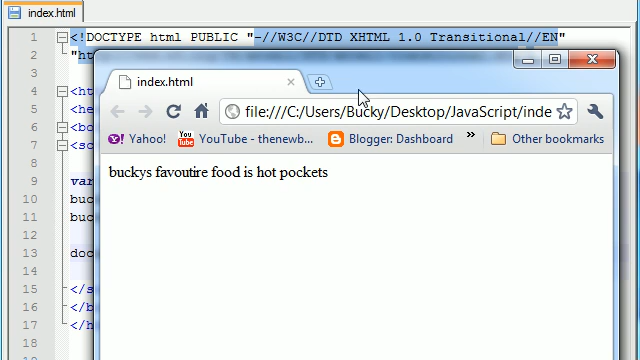 index.html
1 <!DOCTYPE html PUBLIC "-//W3C//DTD XHTML 1.0 Transitional//EN"
2
3
4 <ht
5 <he
6 <bo
7 <sc
8
9 var
10 buc
11 buc
12
13 doc
14
15 </s
16 </b
17 </h
18
index.html
file:///C:/Users/Bucky/Desktop/JavaScript/inde
Yahoo! YouTube - thenewb... Blogger: Dashboard » Other bookmarks
buckys favoutire food is hot pockets